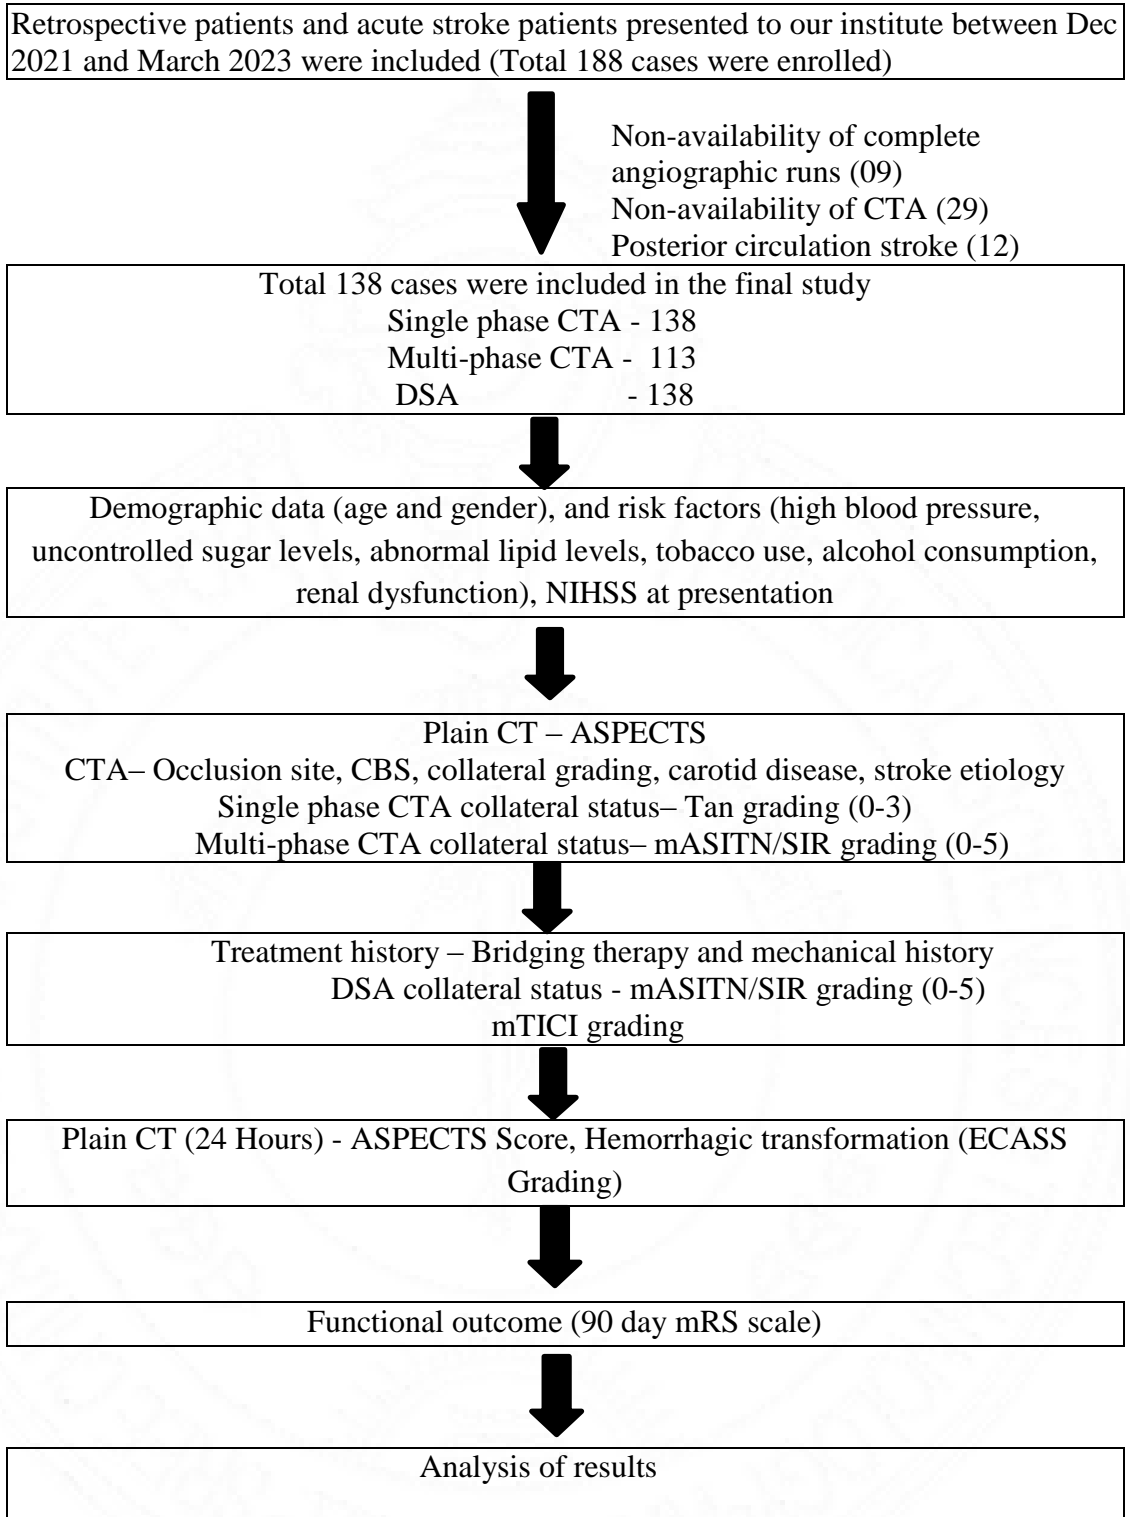 Retrospective patients and acute stroke patients presented to our institute between Dec
2021 and March 2023 were included (Total 188 cases were enrolled)
Non-availability of complete
angiographic runs (09)
Non-availability of CTA (29)
Posterior circulation stroke (12)
Total 138 cases were included in the final study
Single phase CTA - 138
Multi-phase CTA - 113
DSA - 138
Demographic data (age and gender), and risk factors (high blood pressure,
uncontrolled sugar levels, abnormal lipid levels, tobacco use, alcohol consumption,
renal dysfunction), NIHSS at presentation
Plain CT – ASPECTS
CTA– Occlusion site, CBS, collateral grading, carotid disease, stroke etiology
Single phase CTA collateral status– Tan grading (0-3)
Multi-phase CTA collateral status– mASITN/SIR grading (0-5)
Treatment history – Bridging therapy and mechanical history
DSA collateral status - mASITN/SIR grading (0-5)
mTICI grading
Plain CT (24 Hours) - ASPECTS Score, Hemorrhagic transformation (ECASS
Grading)
Functional outcome (90 day mRS scale)
Analysis of results